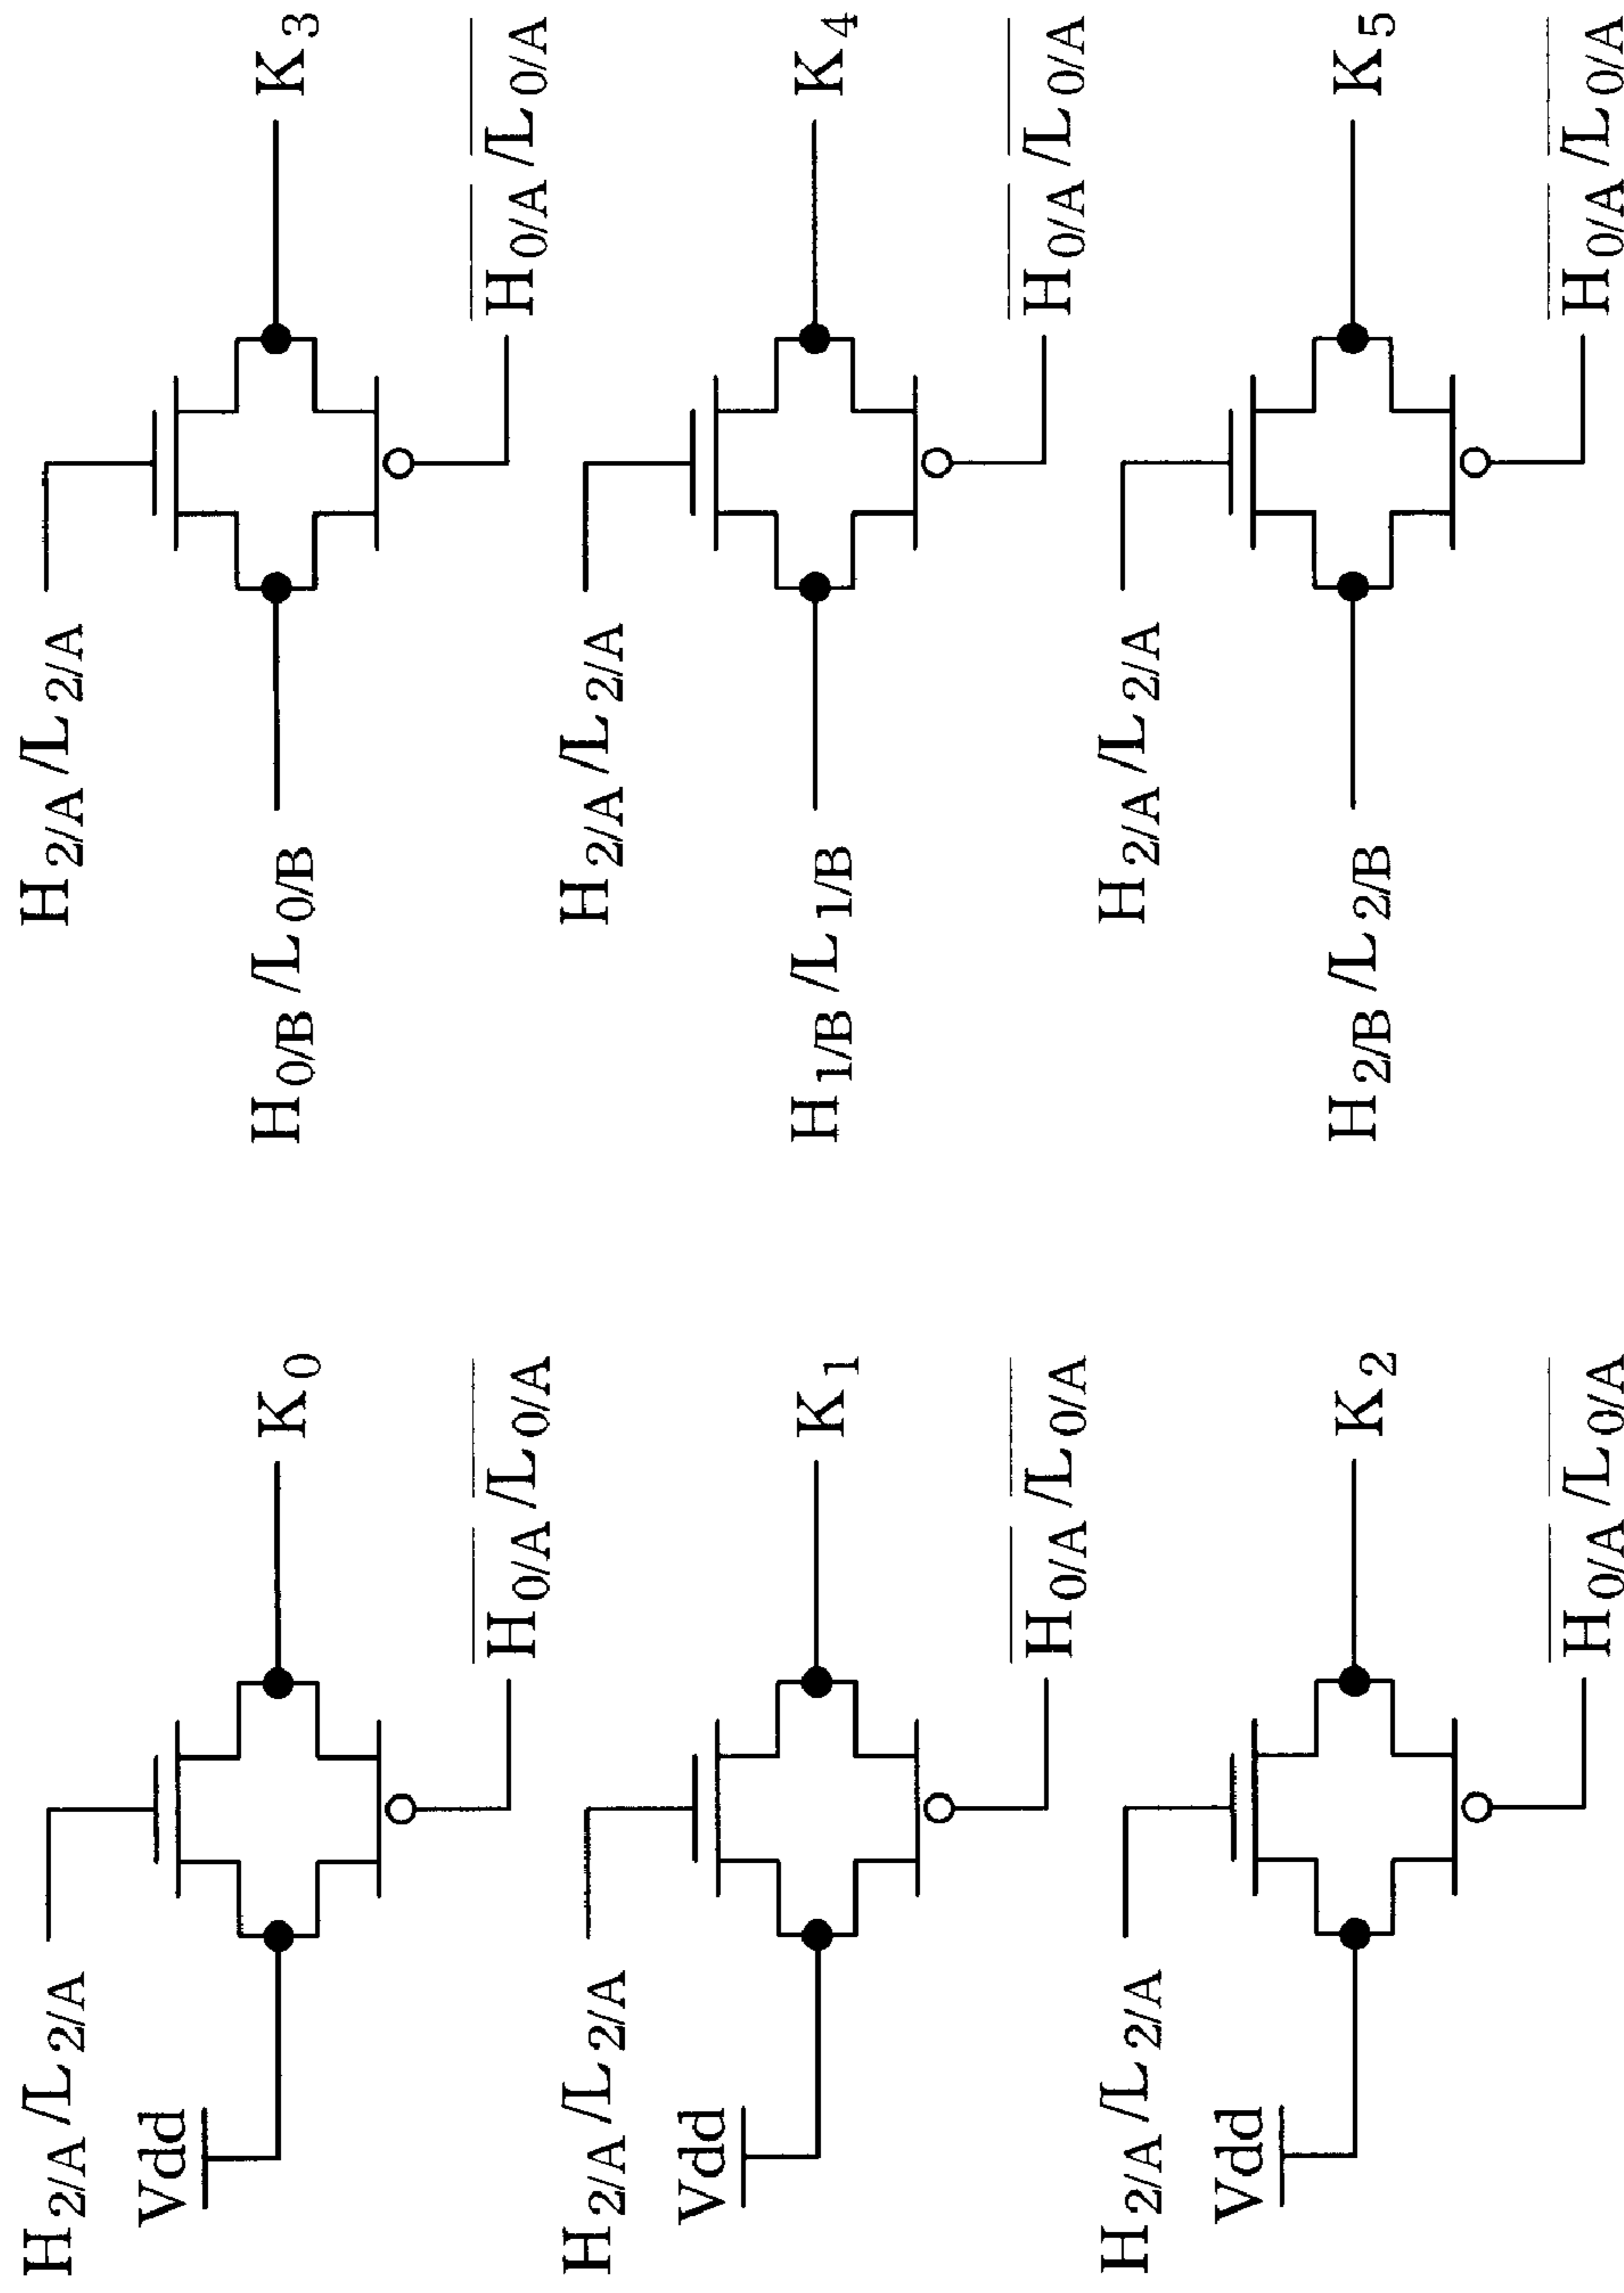 H2/A /L2/A
Vdd
K0
H0/A /L0/A
H2/A /L2/A
H0/B /L0/B
K3
H0/A /L0/A
H2/A /L2/A
Vdd
K1
H0/A /L0/A
H2/A /L2/A
H1/B /L1/B
K4
H0/A /L0/A
H2/A /L2/A
Vdd
K2
H0/A /L0/A
H2/A /L2/A
H2/B /L2/B
K5
H0/A /L0/A